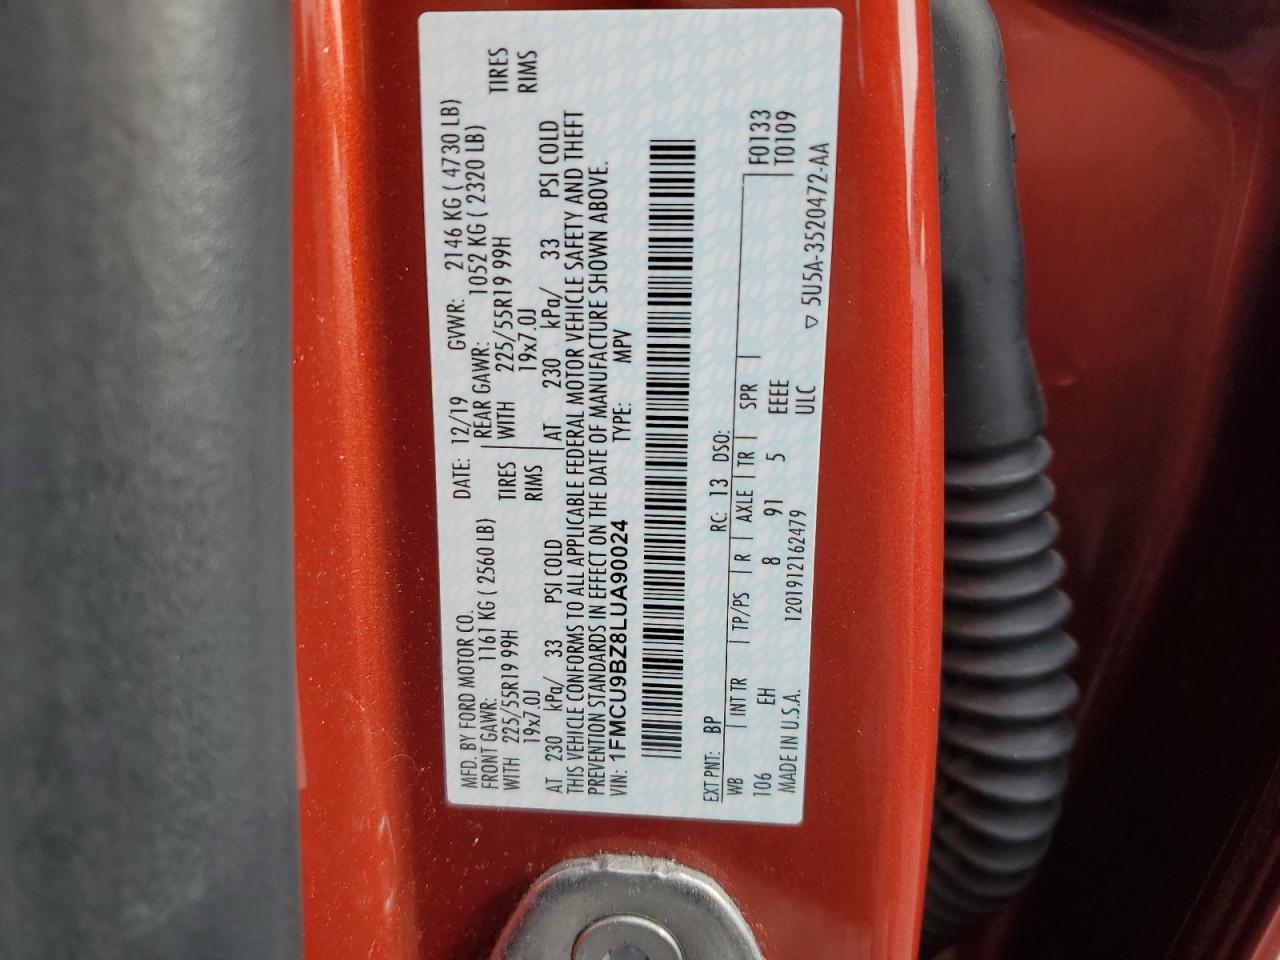 MFD. BY FORD MOTOR CO. DATE: 12/19 GVWR: 2146 KG ( 4730 LB)
FRONT GAWR: 1161 KG ( 2560 LB) REAR GAWR: 1052 KG ( 2320 LB)
WITH 225/55R19 99H TIRES WITH 225/55R19 99H TIRES
19x7.0J RIMS 19x7.0J RIMS
AT 230 kPa/ 33 PSI COLD AT 230 kPa/ 33 PSI COLD
THIS VEHICLE CONFORMS TO ALL APPLICABLE FEDERAL MOTOR VEHICLE SAFETY AND THEFT
PREVENTION STANDARDS IN EFFECT ON THE DATE OF MANUFACTURE SHOWN ABOVE.
VIN: 1FMCU9BZ8LUA90024 TYPE: MPV
EXT PNT: BP RC: 13 DSO: F0133
WB INT TR TP/PS R AXLE TR SPR T0109
106 EH 8 91 5 EEEE
MADE IN U.S.A. 1201912162479 ULC ▽ 5U5A-3520472-AA